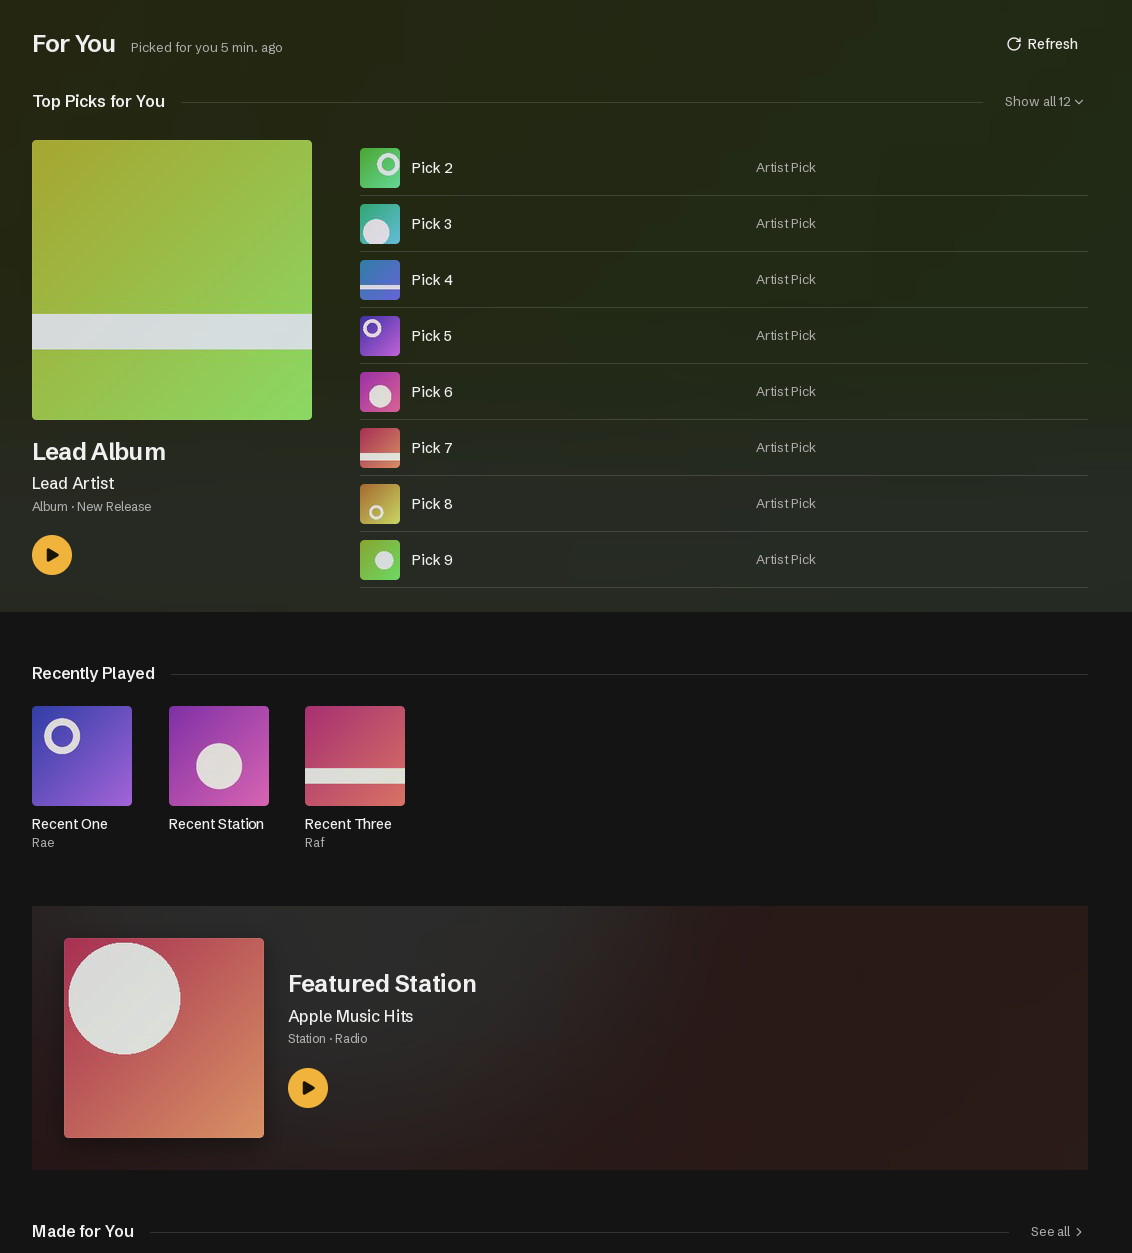 For You
Picked for you 5 min. ago
Refresh
Top Picks for You
Show all 12
Lead Album
Lead Artist
Album · New Release
Pick 2
Artist Pick
Pick 3
Artist Pick
Pick 4
Artist Pick
Pick 5
Artist Pick
Pick 6
Artist Pick
Pick 7
Artist Pick
Pick 8
Artist Pick
Pick 9
Artist Pick
Recently Played
Recent One
Rae
Recent Station
Recent Three
Raf
Featured Station
Apple Music Hits
Station · Radio
Made for You
See all